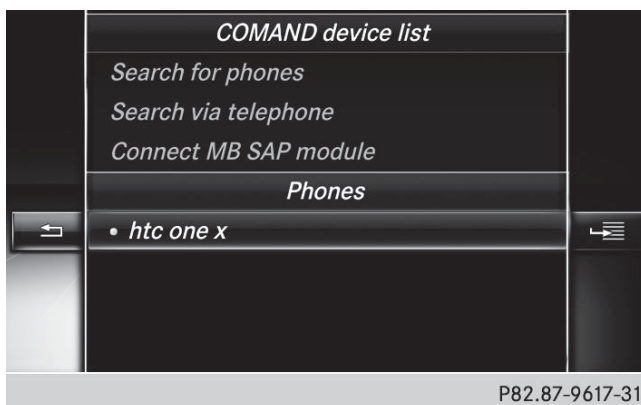 COMAND device list
Search for phones
Search via telephone
Connect MB SAP module
Phones
• htc one x
P82.87-9617-31